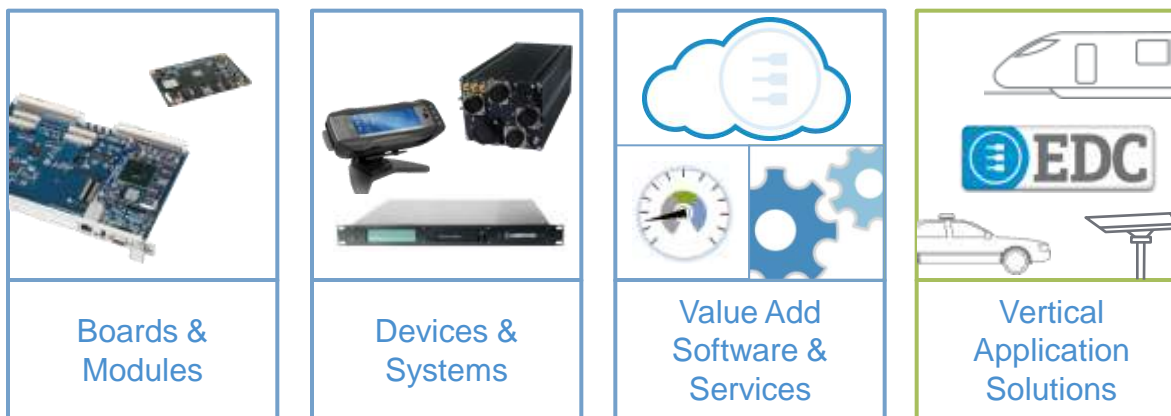 EDC
Boards &
Modules
Devices &
Systems
Value Add
Software &
Services
Vertical
Application
Solutions